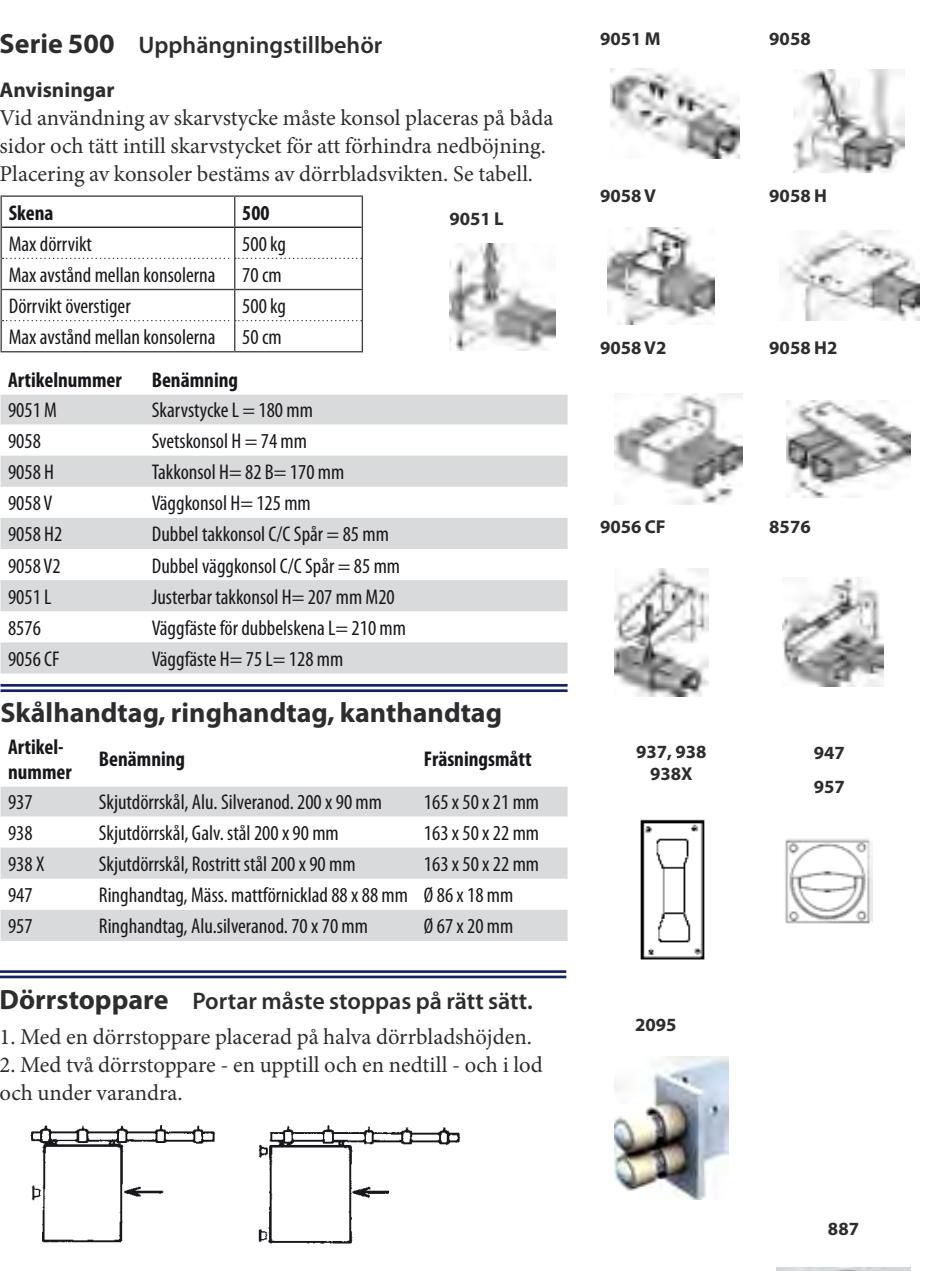 Serie 500 Upphängningstillbehör
Anvisningar
Vid användning av skarvstycke måste konsol placeras på båda
sidor och tätt intill skarvstycket för att förhindra nedböjning.
Placering av konsoler bestäms av dörrbladsvikten. Se tabell.
Skena 500
Max dörrvikt 500 kg
Max avstånd mellan konsolerna 70 cm
Dörrvikt överstiger 500 kg
Max avstånd mellan konsolerna 50 cm
9051 L
Artikelnummer Benämning
9051 M Skarvstycke L = 180 mm
9058 Svetskonsol H = 74 mm
9058 H Takkonsol H= 82 B= 170 mm
9058 V Väggkonsol H= 125 mm
9058 H2 Dubbel takkonsol C/C Spår = 85 mm
9058 V2 Dubbel väggkonsol C/C Spår = 85 mm
9051 L Justerbar takkonsol H= 207 mm M20
8576 Väggfäste för dubbelskena L= 210 mm
9056 CF Väggfäste H= 75 L= 128 mm
9051 M 9058
9058 V 9058 H
9058 V2 9058 H2
9056 CF 8576
Skålhandtag, ringhandtag, kanthandtag
Artikel-
nummer Benämning Fräsningsmått
937 Skjutdörrskål, Alu. Silveranod. 200 x 90 mm 165 x 50 x 21 mm
938 Skjutdörrskål, Galv. stål 200 x 90 mm 163 x 50 x 22 mm
938 X Skjutdörrskål, Rostritt stål 200 x 90 mm 163 x 50 x 22 mm
947 Ringhandtag, Mäss. mattförnicklad 88 x 88 mm Ø 86 x 18 mm
957 Ringhandtag, Alu.silveranod. 70 x 70 mm Ø 67 x 20 mm
937, 938
938X
947
957
Dörrstoppare Portar måste stoppas på rätt sätt.
1. Med en dörrstoppare placerad på halva dörrbladshöjden.
2. Med två dörrstoppare - en upptill och en nedtill - och i lod
och under varandra.
2095
887